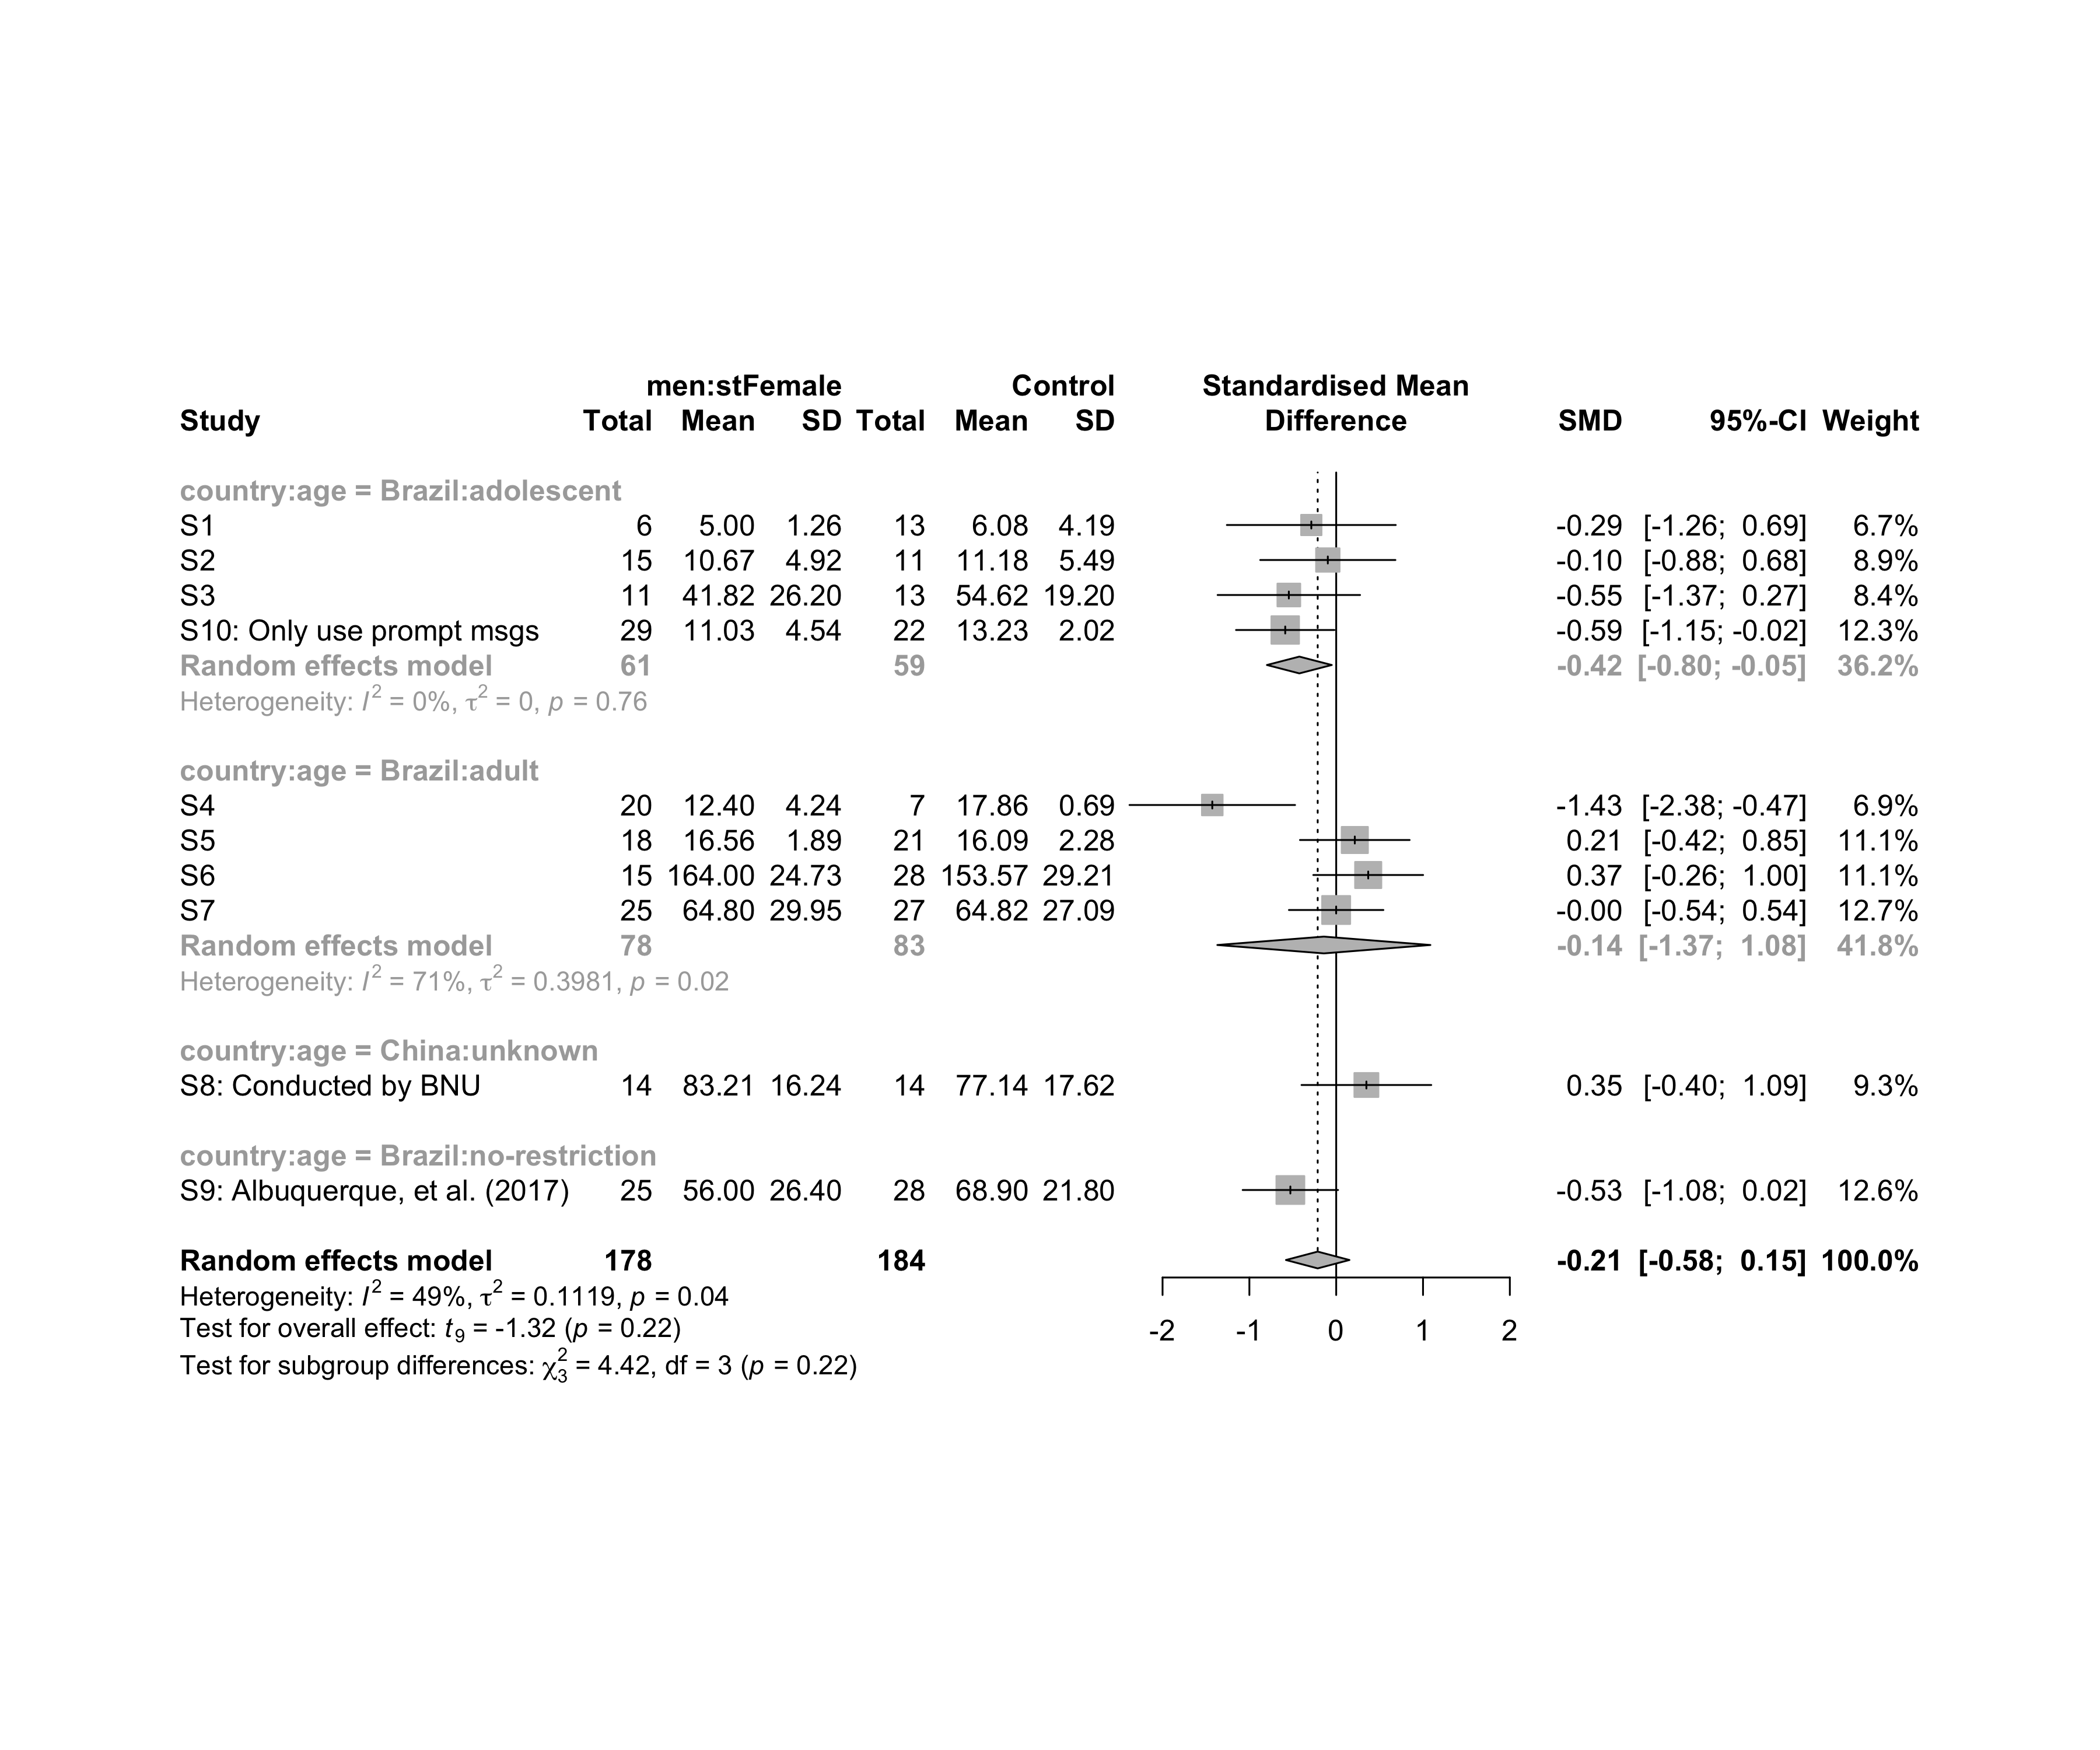 men:stFemale Control Standardised Mean
Study Total Mean SD Total Mean SD Difference SMD 95%-CI Weight
country:age = Brazil:adolescent
S1 6 5.00 1.26 13 6.08 4.19 -0.29 [-1.26; 0.69] 6.7%
S2 15 10.67 4.92 11 11.18 5.49 -0.10 [-0.88; 0.68] 8.9%
S3 11 41.82 26.20 13 54.62 19.20 -0.55 [-1.37; 0.27] 8.4%
S10: Only use prompt msgs 29 11.03 4.54 22 13.23 2.02 -0.59 [-1.15; -0.02] 12.3%
Random effects model 61 59 -0.42 [-0.80; -0.05] 36.2%
Heterogeneity: I² = 0%, τ² = 0, p = 0.76
country:age = Brazil:adult
S4 20 12.40 4.24 7 17.86 0.69 -1.43 [-2.38; -0.47] 6.9%
S5 18 16.56 1.89 21 16.09 2.28 0.21 [-0.42; 0.85] 11.1%
S6 15 164.00 24.73 28 153.57 29.21 0.37 [-0.26; 1.00] 11.1%
S7 25 64.80 29.95 27 64.82 27.09 -0.00 [-0.54; 0.54] 12.7%
Random effects model 78 83 -0.14 [-1.37; 1.08] 41.8%
Heterogeneity: I² = 71%, τ² = 0.3981, p = 0.02
country:age = China:unknown
S8: Conducted by BNU 14 83.21 16.24 14 77.14 17.62 0.35 [-0.40; 1.09] 9.3%
country:age = Brazil:no-restriction
S9: Albuquerque, et al. (2017) 25 56.00 26.40 28 68.90 21.80 -0.53 [-1.08; 0.02] 12.6%
Random effects model 178 184 -0.21 [-0.58; 0.15] 100.0%
Heterogeneity: I² = 49%, τ² = 0.1119, p = 0.04
Test for overall effect: t₉ = -1.32 (p = 0.22)
-2 -1 0 1 2
Test for subgroup differences: χ²₃ = 4.42, df = 3 (p = 0.22)